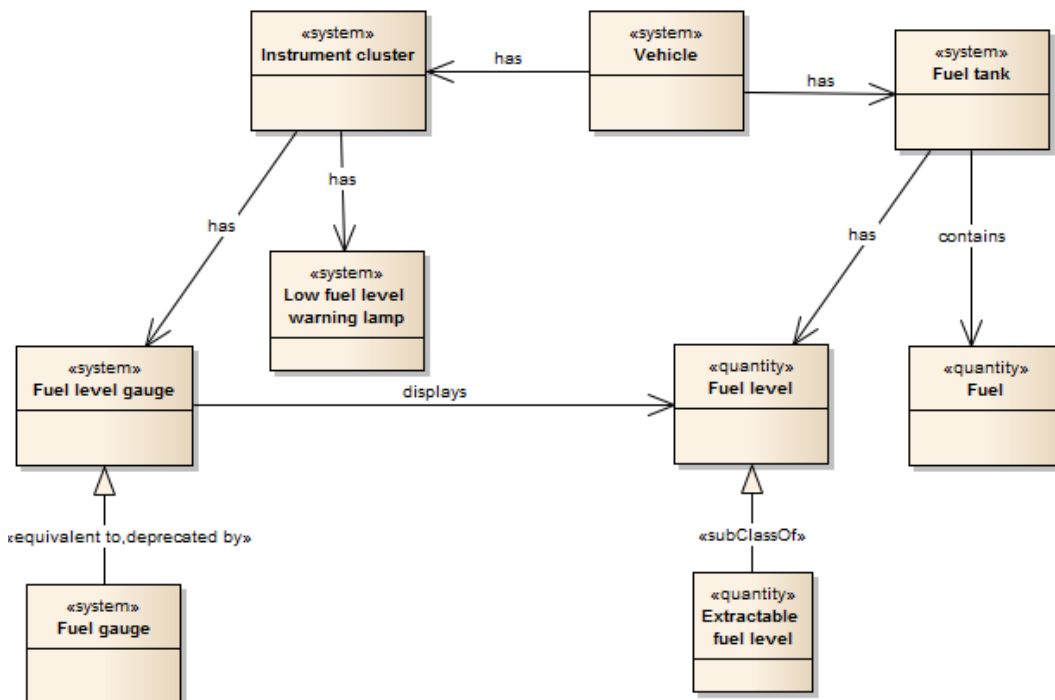 «system»
Instrument cluster
has
«system»
Vehicle
has
«system»
Fuel tank
has
has
«system»
Low fuel level
warning lamp
has
contains
«system»
Fuel level gauge
displays
«quantity»
Fuel level
«quantity»
Fuel
«equivalent to,deprecated by»
«subClassOf»
«system»
Fuel gauge
«quantity»
Extractable
fuel level